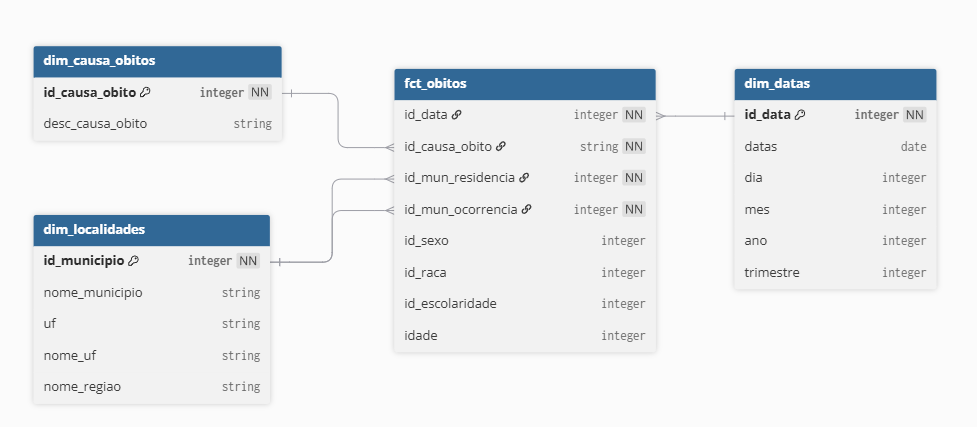 dim_causa_obitos
id_causa_obito integer NN
desc_causa_obito string
dim_localidades
id_municipio integer NN
nome_municipio string
uf string
nome_uf string
nome_regiao string
fct_obitos
id_data integer NN
id_causa_obito string NN
id_mun_residencia integer NN
id_mun_ocorrencia integer NN
id_sexo integer
id_raca integer
id_escolaridade integer
idade integer
dim_datas
id_data integer NN
datas date
dia integer
mes integer
ano integer
trimestre integer